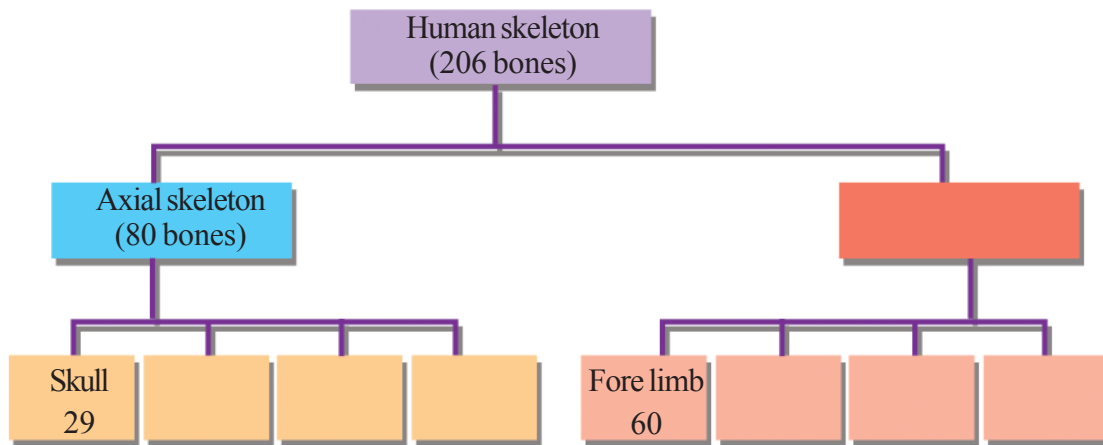 Human skeleton
(206 bones)
Axial skeleton
(80 bones)
Skull
29
Fore limb
60